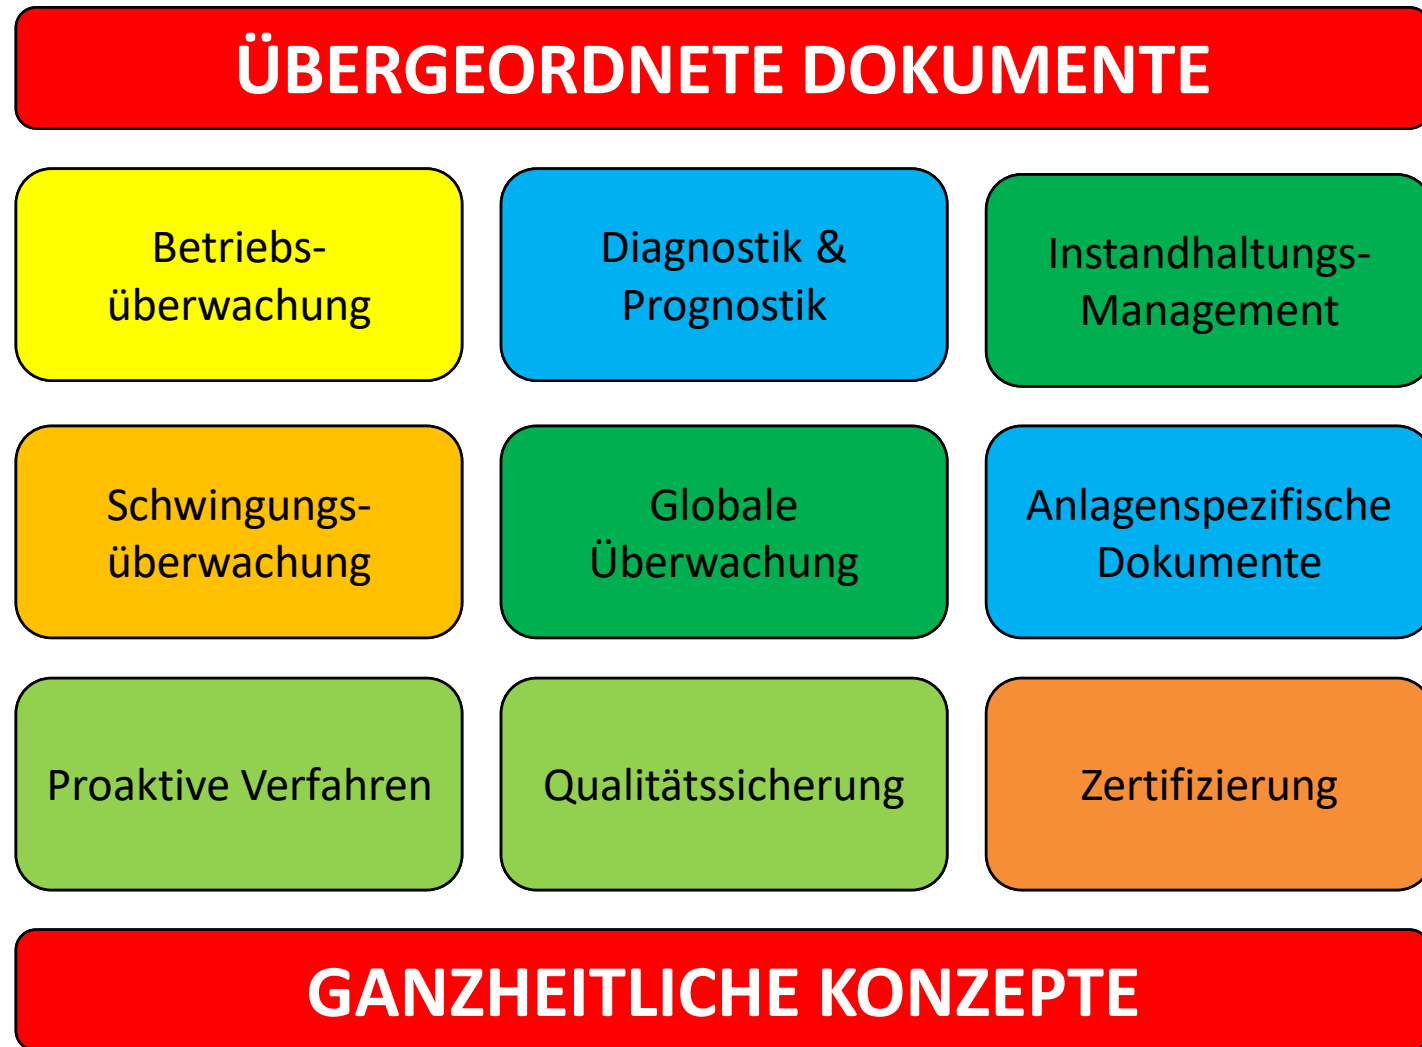 ÜBERGEORDNETE DOKUMENTE
Betriebs-
überwachung
Diagnostik &
Prognostik
Instandhaltungs-
Management
Schwingungs-
überwachung
Globale
Überwachung
Anlagenspezifische
Dokumente
Proaktive Verfahren
Qualitätssicherung
Zertifizierung
GANZHEITLICHE KONZEPTE